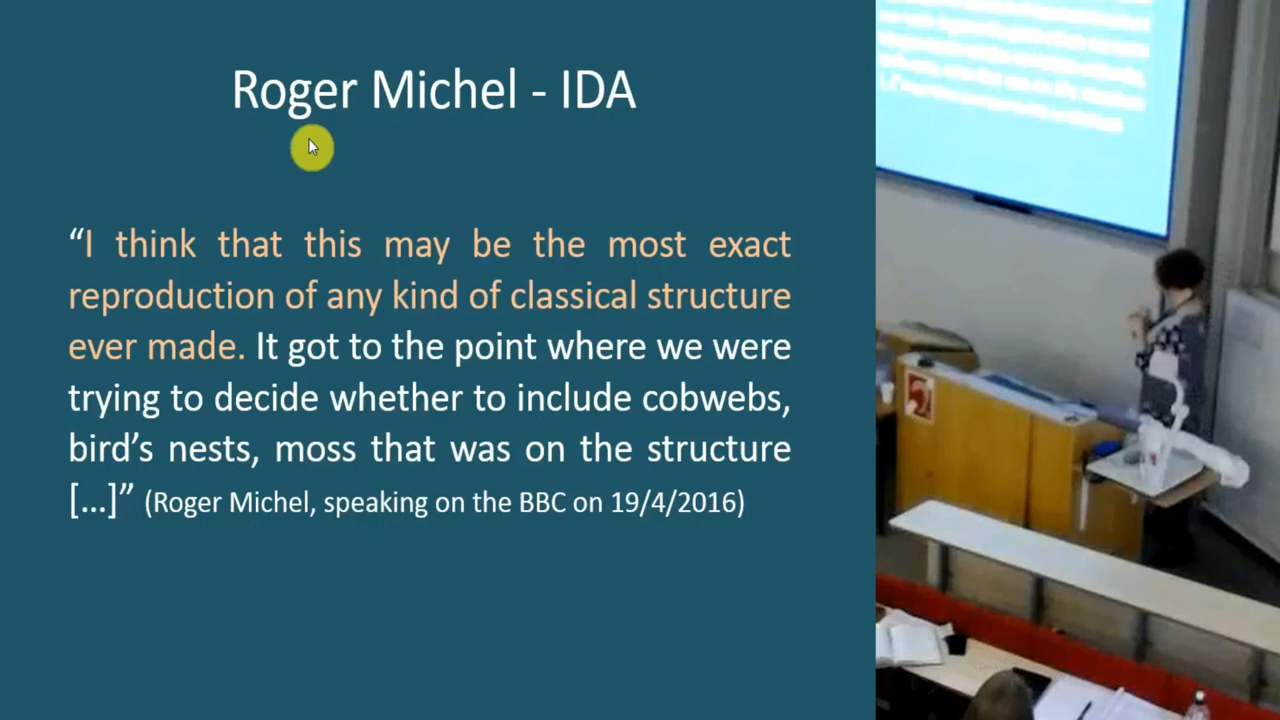 Roger Michel - IDA
“I think that this may be the most exact
reproduction of any kind of classical structure
ever made. It got to the point where we were
trying to decide whether to include cobwebs,
bird’s nests, moss that was on the structure
[...]” (Roger Michel, speaking on the BBC on 19/4/2016)